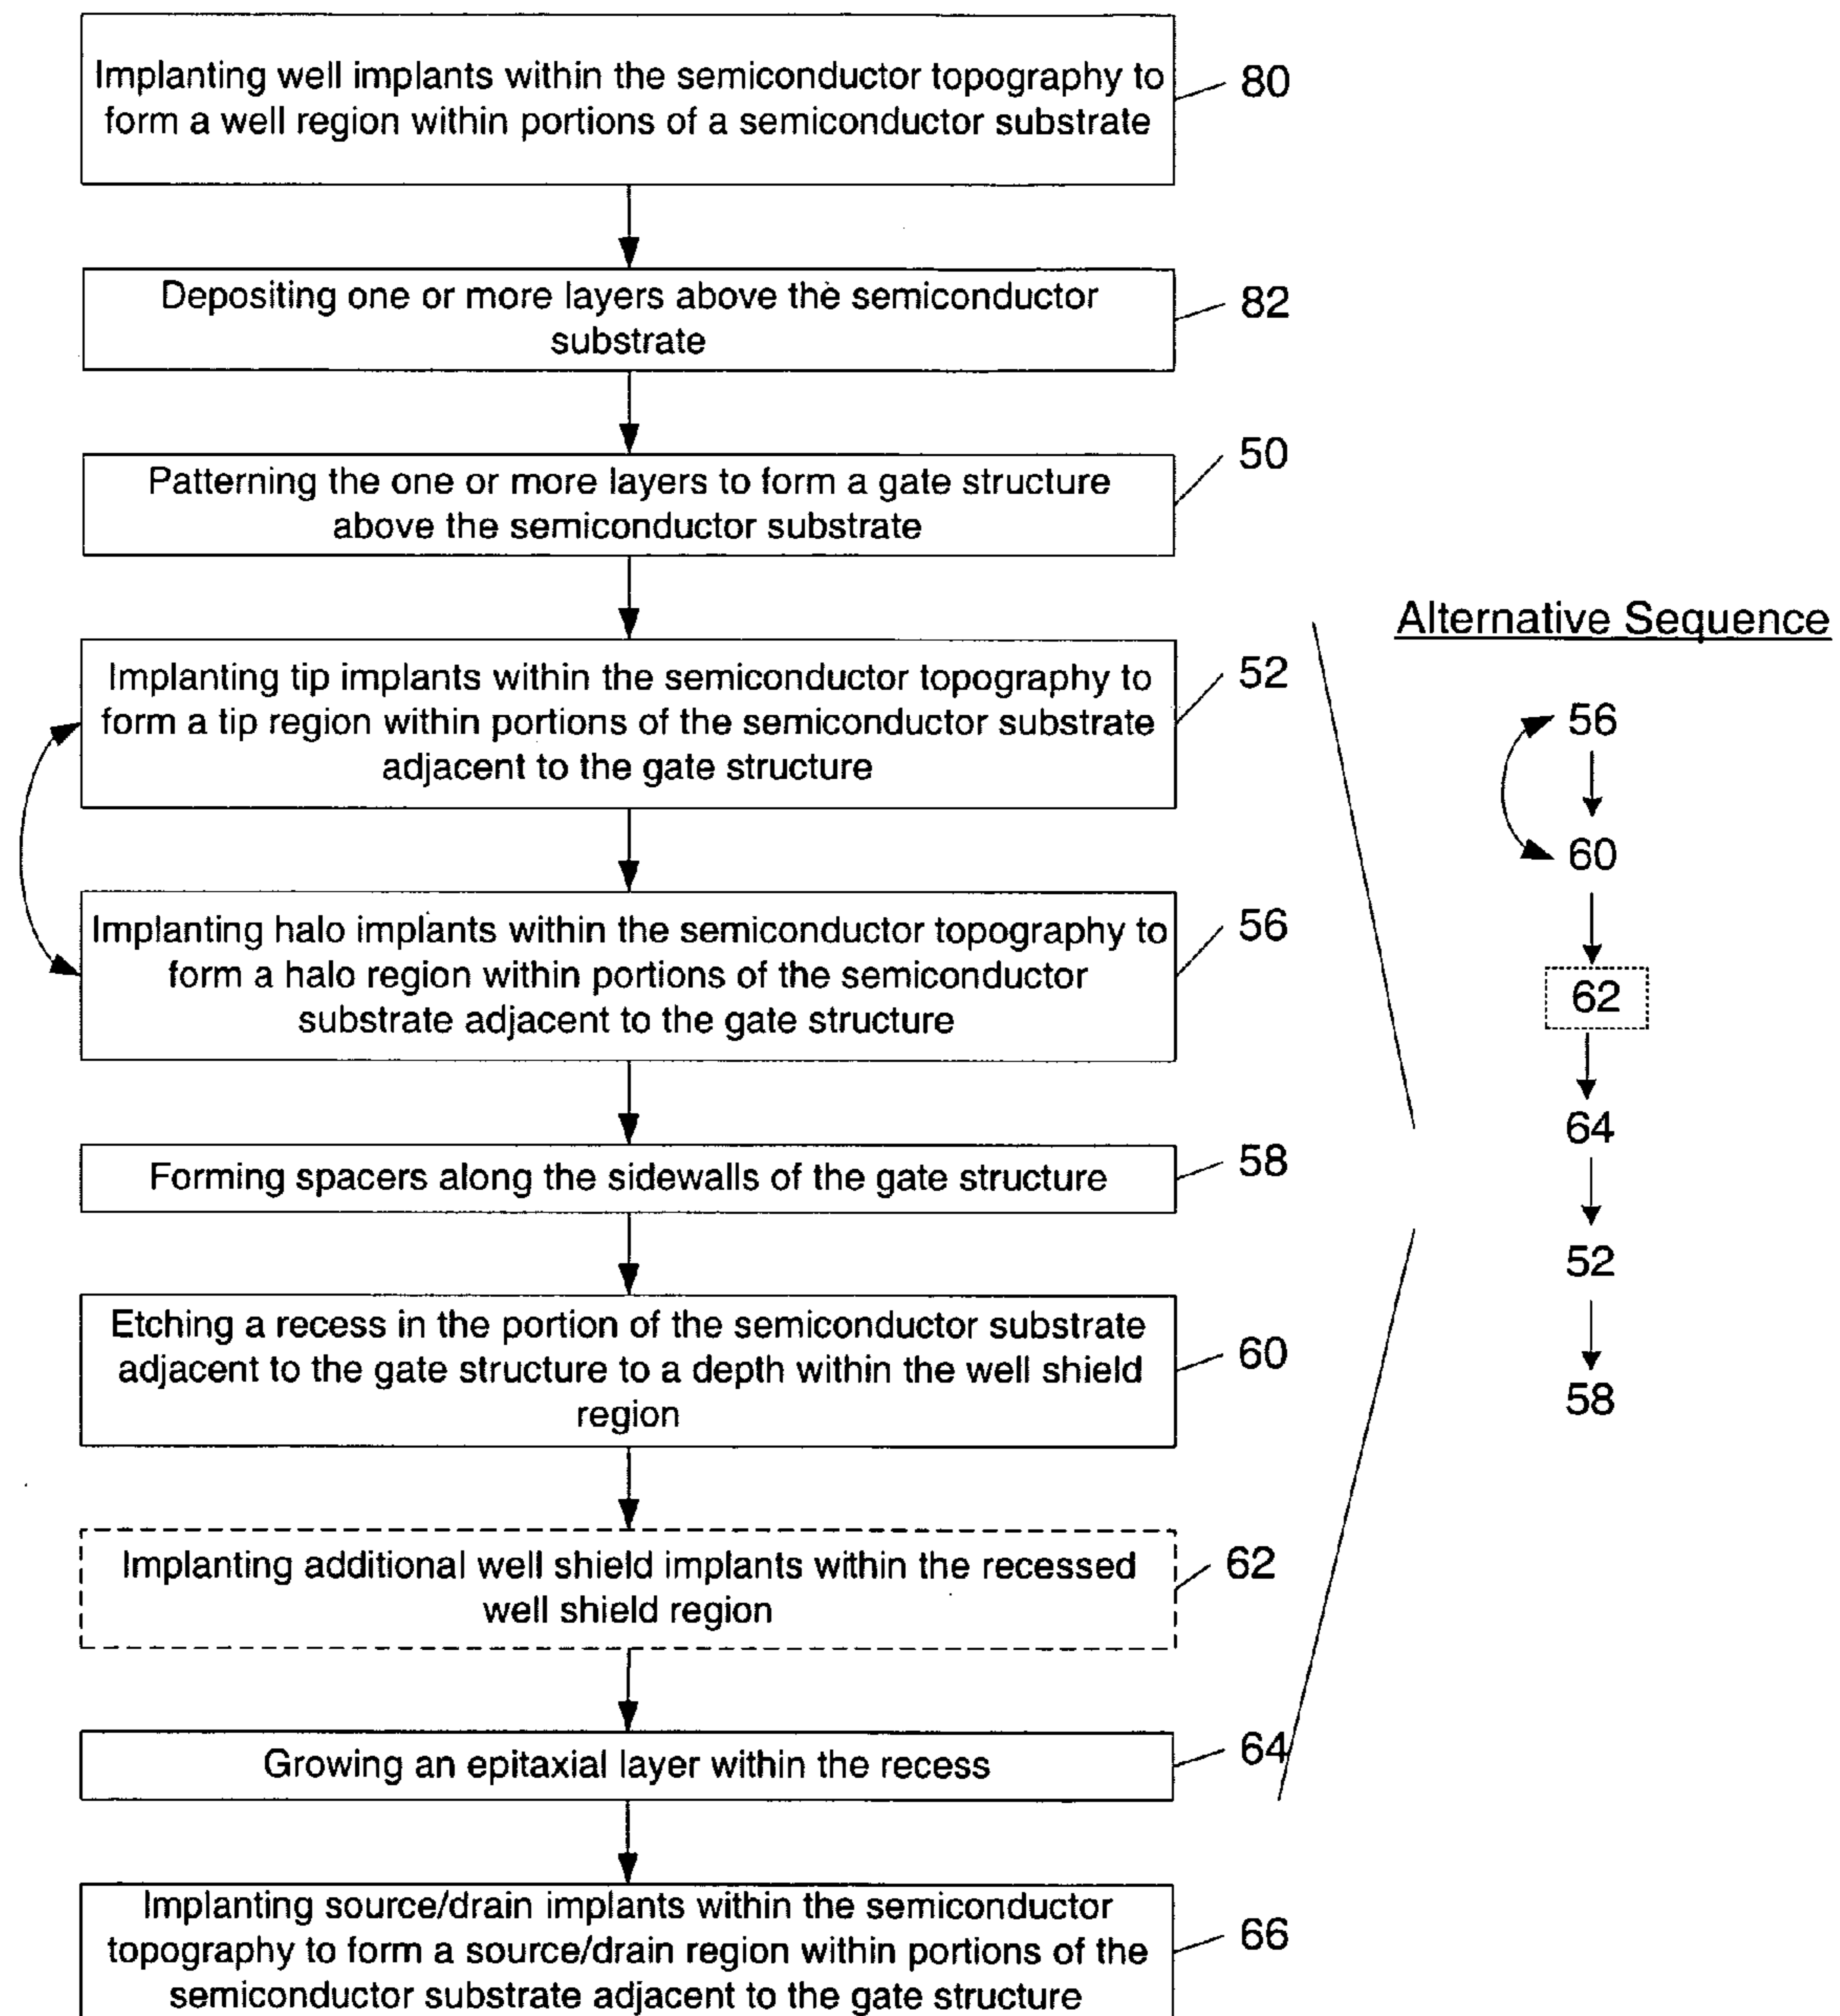 Implanting well implants within the semiconductor topography to
form a well region within portions of a semiconductor substrate
80
Depositing one or more layers above the semiconductor
substrate
82
Patterning the one or more layers to form a gate structure
above the semiconductor substrate
50
Implanting tip implants within the semiconductor topography to
form a tip region within portions of the semiconductor substrate
adjacent to the gate structure
52
Implanting halo implants within the semiconductor topography to
form a halo region within portions of the semiconductor
substrate adjacent to the gate structure
56
Forming spacers along the sidewalls of the gate structure
58
Etching a recess in the portion of the semiconductor substrate
adjacent to the gate structure to a depth within the well shield
region
60
Implanting additional well shield implants within the recessed
well shield region
62
Growing an epitaxial layer within the recess
64
Implanting source/drain implants within the semiconductor
topography to form a source/drain region within portions of the
semiconductor substrate adjacent to the gate structure
66
Alternative Sequence
56
60
62
64
52
58